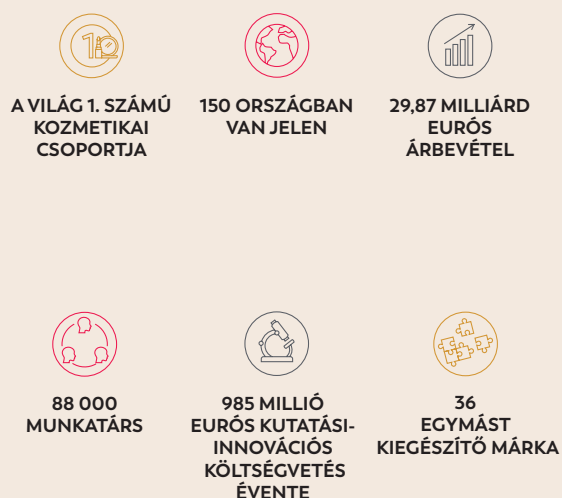 1
A VILÁG 1. SZÁMÚ
KOZMETIKAI
CSOPORTJA
150 ORSZÁGBAN
VAN JELEN
29,87 MILLIÁRD
EURÓS
ÁRBEVÉTEL
88 000
MUNKATÁRS
985 MILLIÓ
EURÓS KUTATÁSI-
INNOVÁCIÓS
KÖLTSÉGVETÉS
ÉVENTE
36
EGYMÁST
KIEGÉSZÍTŐ MÁRKA